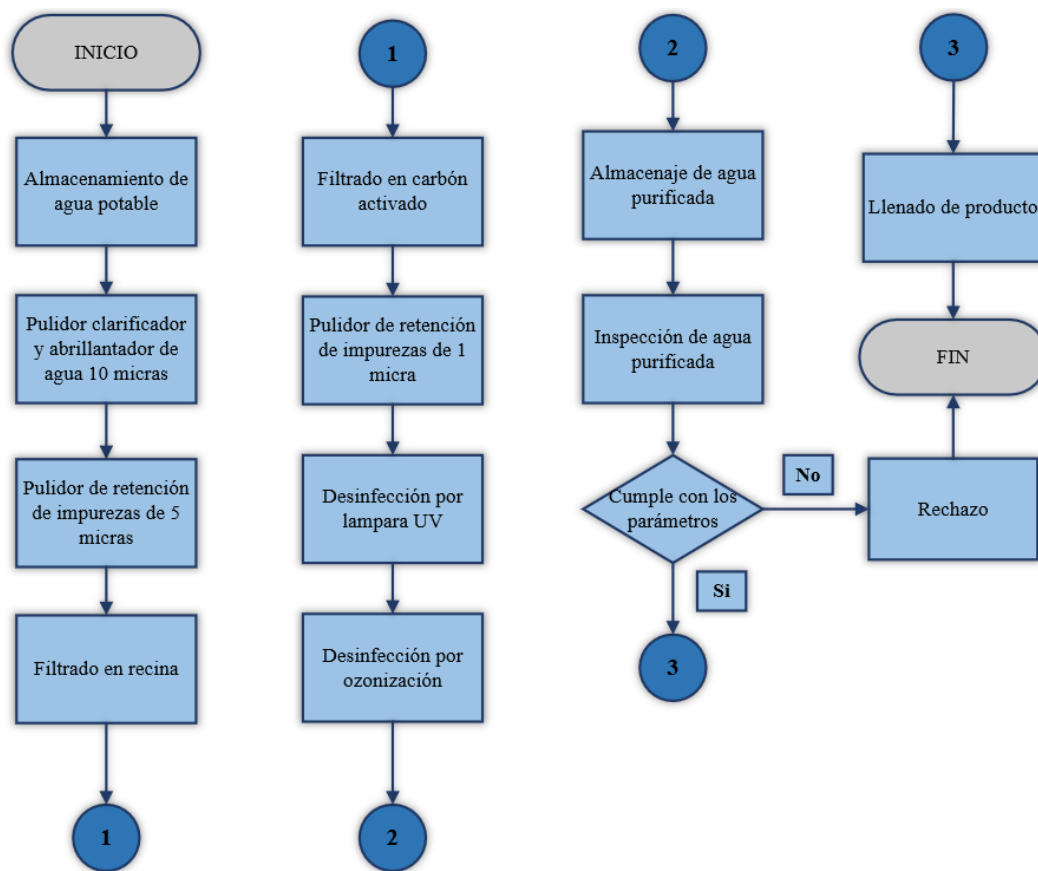 INICIO
Almacenamiento de
agua potable
Pulidor clarificador
y abrillantador de
agua 10 micras
Pulidor de retención
de impurezas de 5
micras
Filtrado en recina
1
1
Filtrado en carbón
activado
Pulidor de retención
de impurezas de 1
micra
Desinfección por
lampara UV
Desinfección por
ozonización
2
2
Almacenaje de agua
purificada
Inspección de agua
purificada
Cumple con los
parámetros
No
Si
3
3
Llenado de producto
FIN
Rechazo